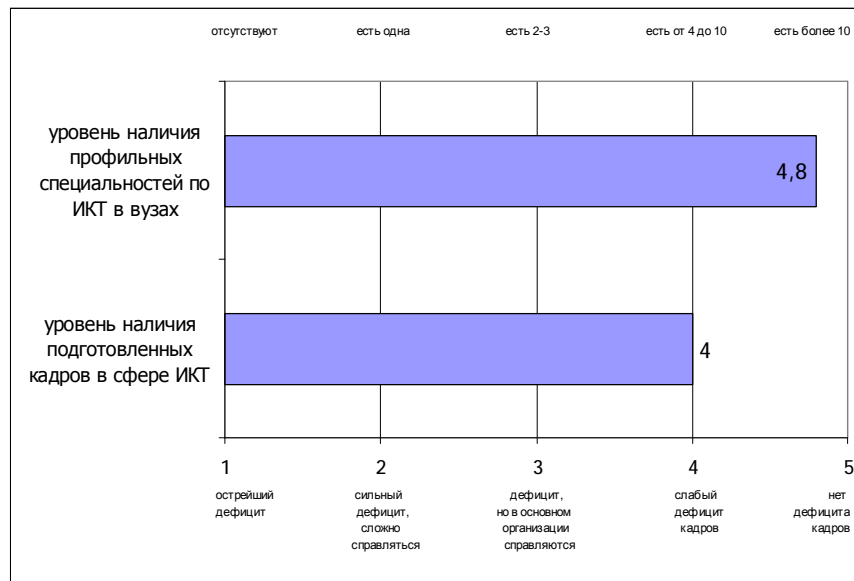 отсутствуют есть одна есть 2-3 есть от 4 до 10 есть более 10
уровень наличия
профильных
специальностей по
ИКТ в вузах
4,8
уровень наличия
подготовленных
кадров в сфере ИКТ
4
1 2 3 4 5
острейший
дефицит
сильный
дефицит,
сложно
справляться
дефицит,
но в основном
организации
справляются
слабый
дефицит
кадров
нет
дефицита
кадров